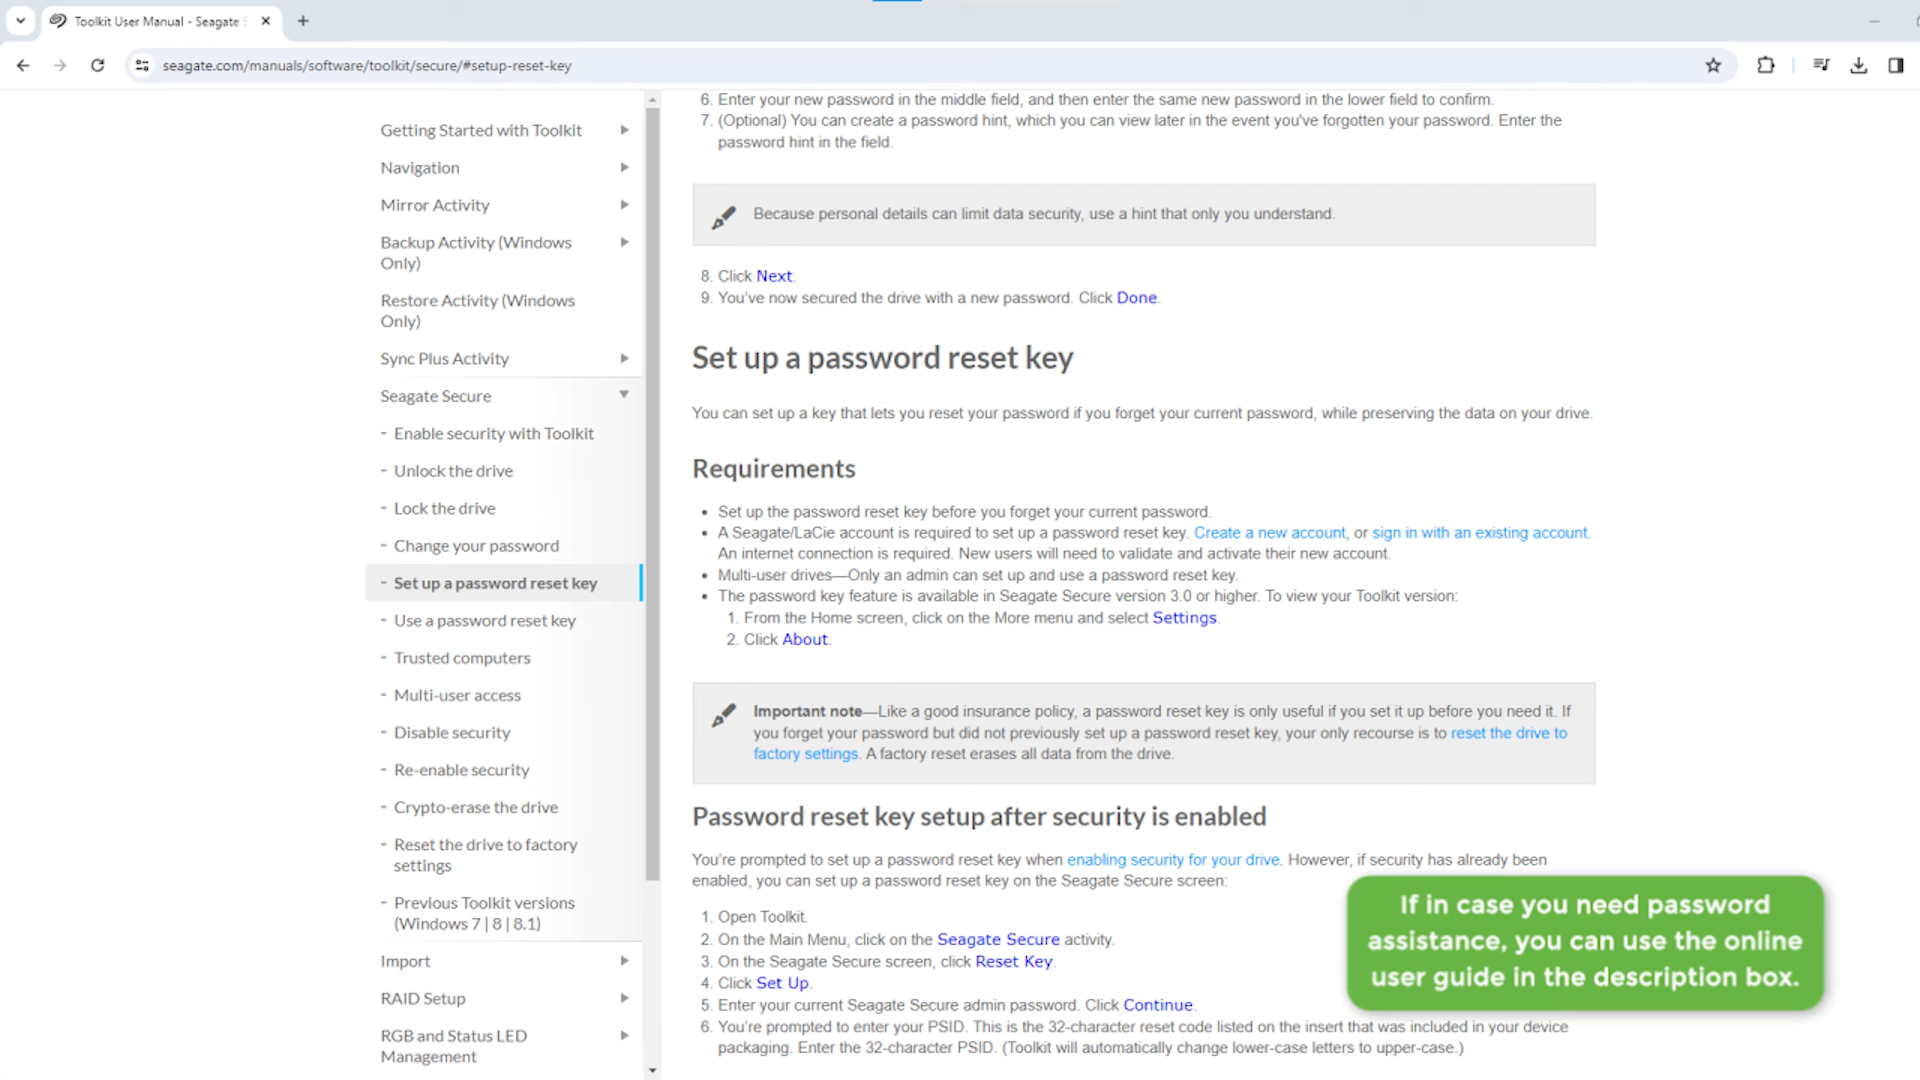 Toolkit User Manual - Seagate
seagate.com/manuals/software/toolkit/secure/#setup-reset-key
Getting Started with Toolkit
Navigation
Mirror Activity
Backup Activity (Windows
Only)
Restore Activity (Windows
Only)
Sync Plus Activity
Seagate Secure
- Enable security with Toolkit
- Unlock the drive
- Lock the drive
- Change your password
- Set up a password reset key
- Use a password reset key
- Trusted computers
- Multi-user access
- Disable security
- Re-enable security
- Crypto-erase the drive
- Reset the drive to factory
settings
- Previous Toolkit versions
(Windows 7 | 8 | 8.1)
Import
RAID Setup
RGB and Status LED
Management
6. Enter your new password in the middle field, and then enter the same new password in the lower field to confirm.
7. (Optional) You can create a password hint, which you can view later in the event you've forgotten your password. Enter the
password hint in the field.
Because personal details can limit data security, use a hint that only you understand.
8. Click Next.
9. You've now secured the drive with a new password. Click Done.
Set up a password reset key
You can set up a key that lets you reset your password if you forget your current password, while preserving the data on your drive.
Requirements
• Set up the password reset key before you forget your current password.
• A Seagate/LaCie account is required to set up a password reset key. Create a new account, or sign in with an existing account.
An internet connection is required. New users will need to validate and activate their new account.
• Multi-user drives—Only an admin can set up and use a password reset key.
• The password key feature is available in Seagate Secure version 3.0 or higher. To view your Toolkit version:
1. From the Home screen, click on the More menu and select Settings.
2. Click About.
Important note—Like a good insurance policy, a password reset key is only useful if you set it up before you need it. If
you forget your password but did not previously set up a password reset key, your only recourse is to reset the drive to
factory settings. A factory reset erases all data from the drive.
Password reset key setup after security is enabled
You're prompted to set up a password reset key when enabling security for your drive. However, if security has already been
enabled, you can set up a password reset key on the Seagate Secure screen:
1. Open Toolkit.
2. On the Main Menu, click on the Seagate Secure activity.
3. On the Seagate Secure screen, click Reset Key.
4. Click Set Up.
5. Enter your current Seagate Secure admin password. Click Continue.
6. You're prompted to enter your PSID. This is the 32-character reset code listed on the insert that was included in your device
packaging. Enter the 32-character PSID. (Toolkit will automatically change lower-case letters to upper-case.)
If in case you need password
assistance, you can use the online
user guide in the description box.